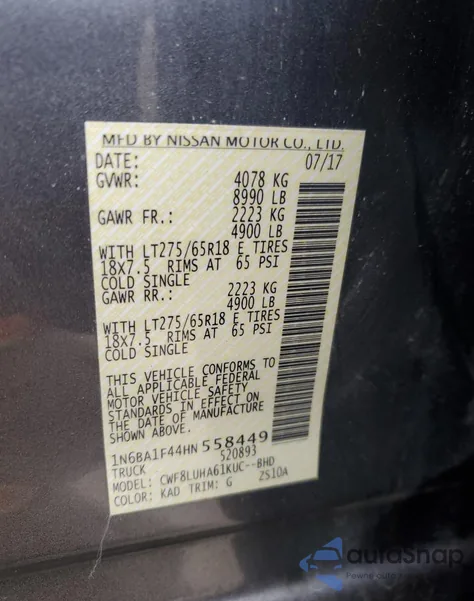 MFD BY NISSAN MOTOR CO., LTD.
DATE: 07/17
GVWR: 4078 KG
8990 LB
GAWR FR.: 2223 KG
4900 LB
WITH LT275/65R18 E TIRES
18X7.5 RIMS AT 65 PSI
COLD SINGLE
GAWR RR.: 2223 KG
4900 LB
WITH LT275/65R18 E TIRES
18X7.5 RIMS AT 65 PSI
COLD SINGLE
THIS VEHICLE CONFORMS TO
ALL APPLICABLE FEDERAL
MOTOR VEHICLE SAFETY
STANDARDS IN EFFECT ON
THE DATE OF MANUFACTURE
SHOWN ABOVE.
1N6BA1F44HN558449
TRUCK 520893
MODEL: CWF8LUHA61KUC--BHD
COLOR: KAD TRIM: G ZS10A
autoSnap